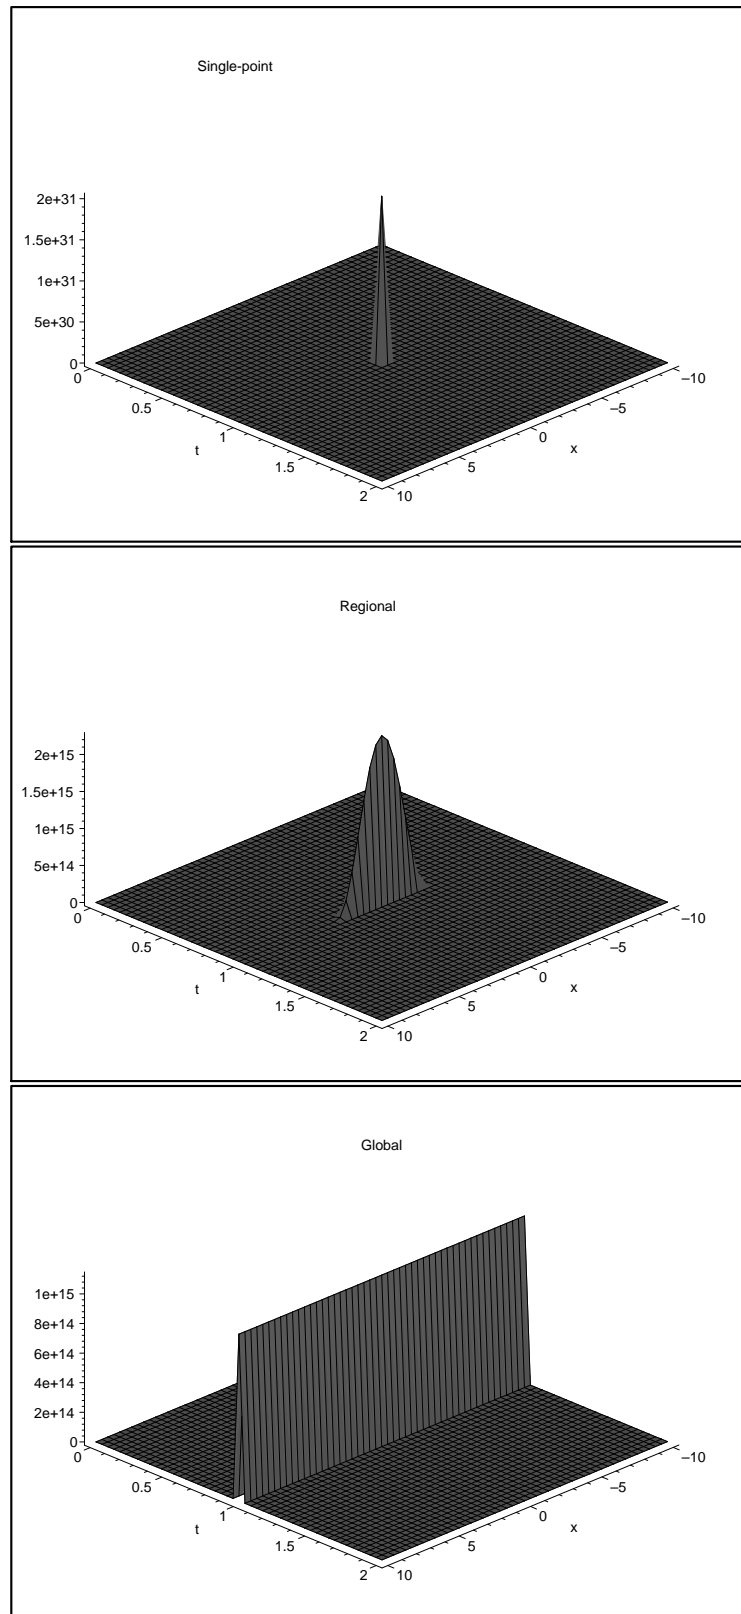 Single-point
2e+31
1.5e+31
1e+31
5e+30
0
0
0.5
1
1.5
2
t
–10
–5
0
5
10
x
Regional
2e+15
1.5e+15
1e+15
5e+14
0
0
0.5
1
1.5
2
t
–10
–5
0
5
10
x
Global
1e+15
8e+14
6e+14
4e+14
2e+14
0
0
0.5
1
1.5
2
t
–10
–5
0
5
10
x